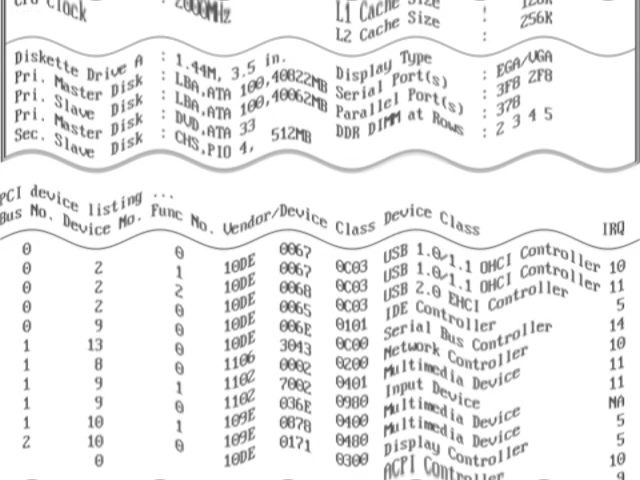 CPU Clock : 2000MHz L1 Cache Size : 128K
L2 Cache Size : 256K
Diskette Drive A : 1.44M, 3.5 in. Display Type : EGA/VGA
Pri. Master Disk : LBA,ATA 100,40822MB Serial Port(s) : 3F8 2F8
Pri. Slave Disk : LBA,ATA 100,40062MB Parallel Port(s) : 378
Pri. Master Disk : DVD,ATA 33 DDR DIMM at Rows : 2 3 4 5
Sec. Slave Disk : CHS,PIO 4, 512MB
PCI device listing ...
Bus No. Device No. Func No. Vendor/Device Class Device Class IRQ
0 2 0 10DE 0067 0C03 USB 1.0/1.1 OHCI Controller 10
0 2 1 10DE 0067 0C03 USB 1.0/1.1 OHCI Controller 11
0 2 2 10DE 0068 0C03 USB 2.0 EHCI Controller 5
0 9 0 10DE 0065 0101 IDE Controller 14
0 13 0 10DE 006E 0C00 Serial Bus Controller 10
1 8 0 1106 3043 0200 Network Controller 11
1 9 0 1102 0002 0401 Multimedia Device 11
1 9 1 1102 7002 0980 Input Device NA
1 10 0 109E 036E 0400 Multimedia Device 5
1 10 1 109E 0878 0480 Multimedia Device 5
2 0 0 10DE 0171 0300 Display Controller 10
ACPI Controller 9